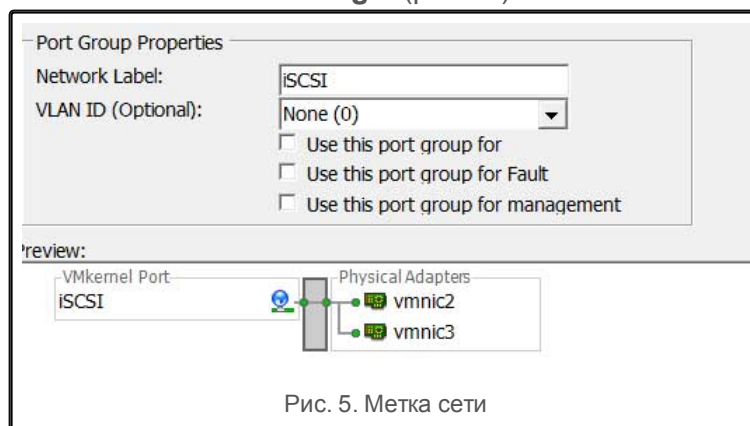 Port Group Properties
Network Label: iSCSI
VLAN ID (Optional): None (0)
Use this port group for
Use this port group for Fault
Use this port group for management
Preview:
VMkernel Port Physical Adapters
iSCSI vmnic2
vmnic3
Рис. 5. Метка сети